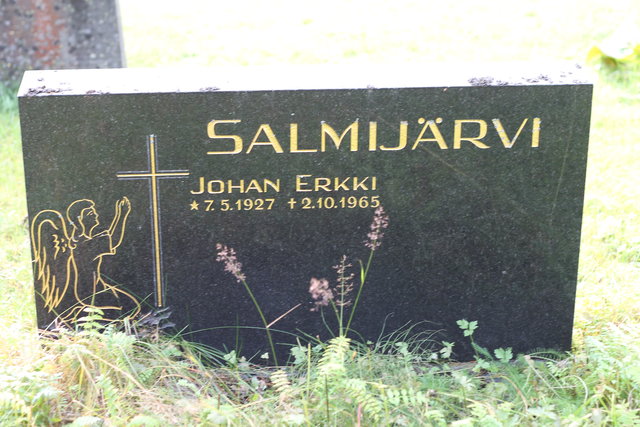 SALMIJÄRVI
JOHAN ERKKI
★ 7.5.1927 ✝ 2.10.1965